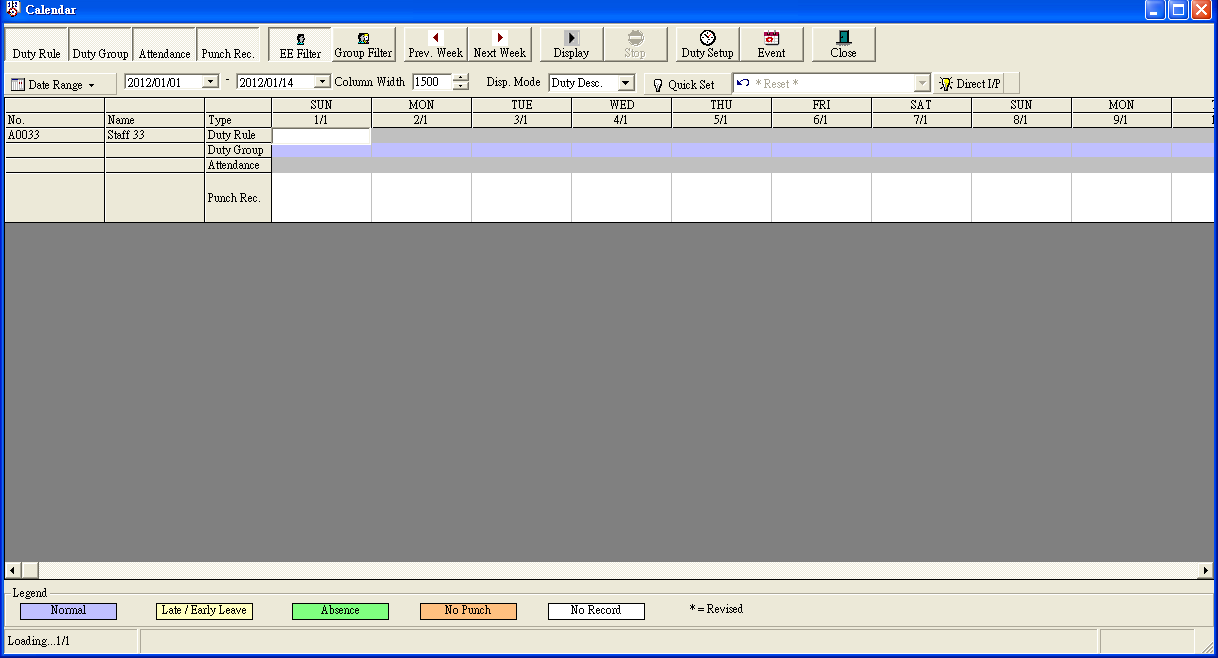 Calendar
Duty Rule Duty Group Attendance Punch Rec. EE Filter Group Filter Prev. Week Next Week Display Stop Duty Setup Event Close
Date Range 2012/01/01 - 2012/01/14 Column Width 1500 Disp. Mode Duty Desc. Quick Set *Reset* Direct I/P
SUN MON TUE WED THU FRI SAT SUN MON
No. Name Type 1/1 2/1 3/1 4/1 5/1 6/1 7/1 8/1 9/1
A0033 Staff 33 Duty Rule
Duty Group
Attendance
Punch Rec.
Legend
Normal Late / Early Leave Absence No Punch No Record * = Revised
Loading...1/1